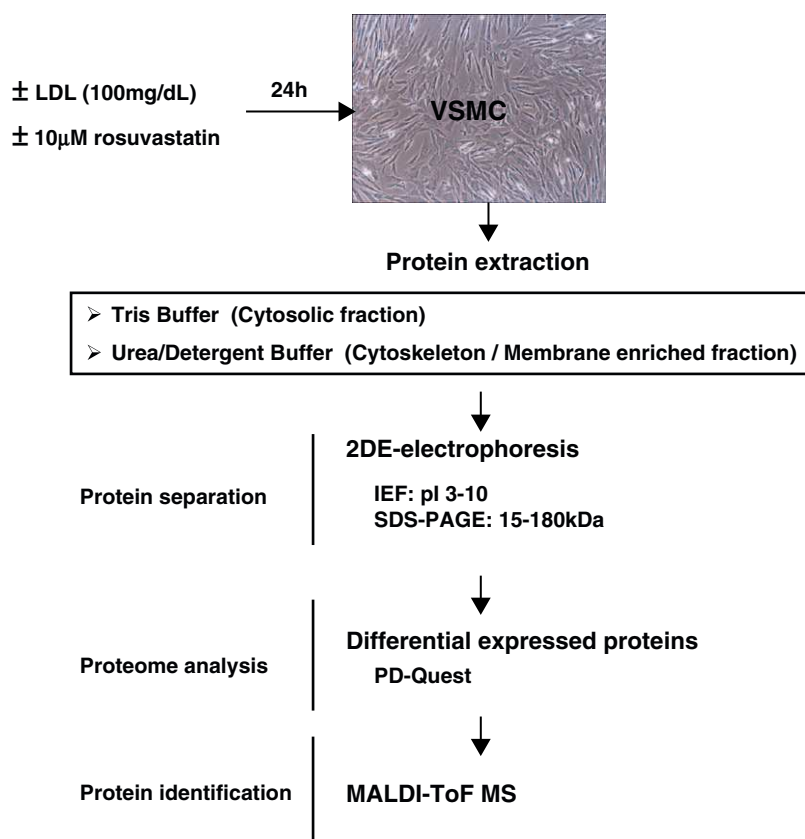 ± LDL (100mg/dL)
24h
± 10μM rosuvastatin
VSMC
Protein extraction
➢ Tris Buffer (Cytosolic fraction)
➢ Urea/Detergent Buffer (Cytoskeleton / Membrane enriched fraction)
2DE-electrophoresis
Protein separation
IEF: pI 3-10
SDS-PAGE: 15-180kDa
Differential expressed proteins
Proteome analysis
PD-Quest
Protein identification
MALDI-ToF MS